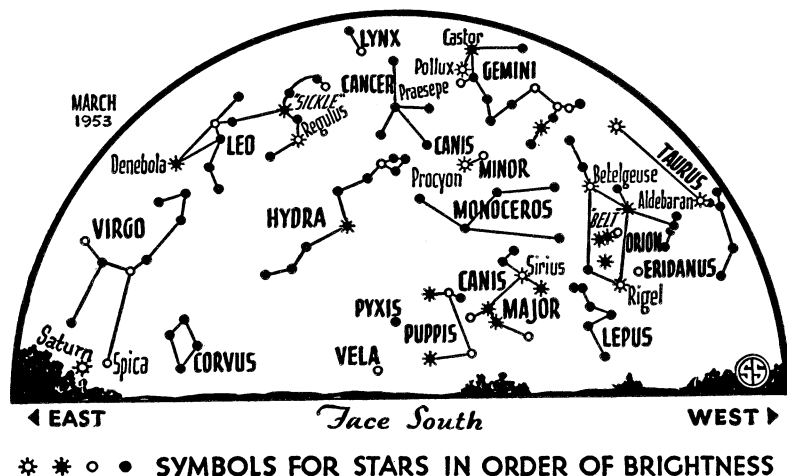 LYNX
Castor
Pollux
GEMINI
CANCER
Praesepe
MARCH
1953
"SICKLE"
Regulus
LEO
CANIS
MINOR
Procyon
Denebola
TAURUS
Betelgeuse
Aldebaran
HYDRA
MONOCEROS
VIRGO
"BELT"
ORION
ERIDANUS
CANIS
Sirius
MAJOR
Rigel
PYXIS
PUPPIS
LEPUS
Saturn
Spica
CORVUS
VELA
SS
EAST
Face South
WEST
SYMBOLS FOR STARS IN ORDER OF BRIGHTNESS